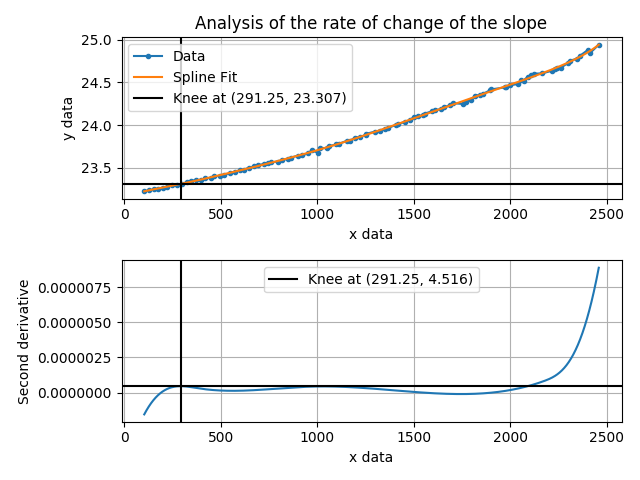 Analysis of the rate of change of the slope
25.0
24.5
24.0
23.5
y data
Data
Spline Fit
Knee at (291.25, 23.307)
0
500
1000
1500
2000
2500
x data
0.0000075
0.0000050
0.0000025
0.0000000
Second derivative
Knee at (291.25, 4.516)
0
500
1000
1500
2000
2500
x data